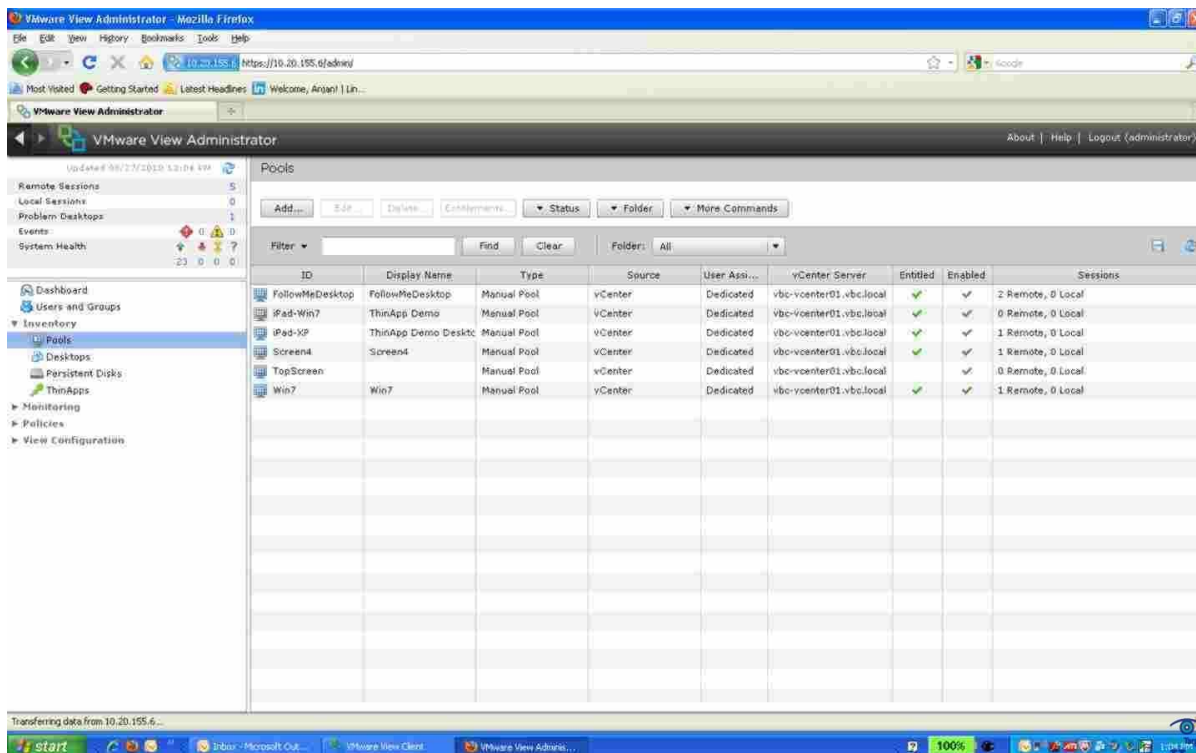 VMware View Administrator - Mozilla Firefox
File Edit View History Bookmarks Tools Help
10.20.155.6 https://10.20.155.6/admin/
Google
Most Visited Getting Started Latest Headlines Welcome, Arjan! | Lin...
VMware View Administrator
VMware View Administrator
About | Help | Logout (administrator)
Updated
Pools
Remote Sessions 5
Local Sessions 0
Problem Desktops 1
Events 0 0
System Health ?
23 0 0 0
Add... Edit... Delete... Entitlements... Status Folder More Commands
Filter Find Clear Folder: All
ID Display Name Type Source User Assi... vCenter Server Entitled Enabled Sessions
FollowMeDesktop FollowMeDesktop Manual Pool vCenter Dedicated vbc-vcenter01.vbc.local 2 Remote, 0 Local
iPad-Win7 ThinApp Demo Manual Pool vCenter Dedicated vbc-vcenter01.vbc.local 0 Remote, 0 Local
iPad-XP ThinApp Demo Deskto Manual Pool vCenter Dedicated vbc-vcenter01.vbc.local 1 Remote, 0 Local
Screen4 Screen4 Manual Pool vCenter Dedicated vbc-vcenter01.vbc.local 1 Remote, 0 Local
TopScreen Manual Pool vCenter Dedicated vbc-vcenter01.vbc.local 0 Remote, 0 Local
Win7 Win7 Manual Pool vCenter Dedicated vbc-vcenter01.vbc.local 1 Remote, 0 Local
Dashboard
Users and Groups
Inventory
Pools
Desktops
Persistent Disks
ThinApps
Monitoring
Policies
View Configuration
Transferring data from 10.20.155.6...
start Inbox - Microsoft Out... VMware View Client VMware View Adminis... 100%